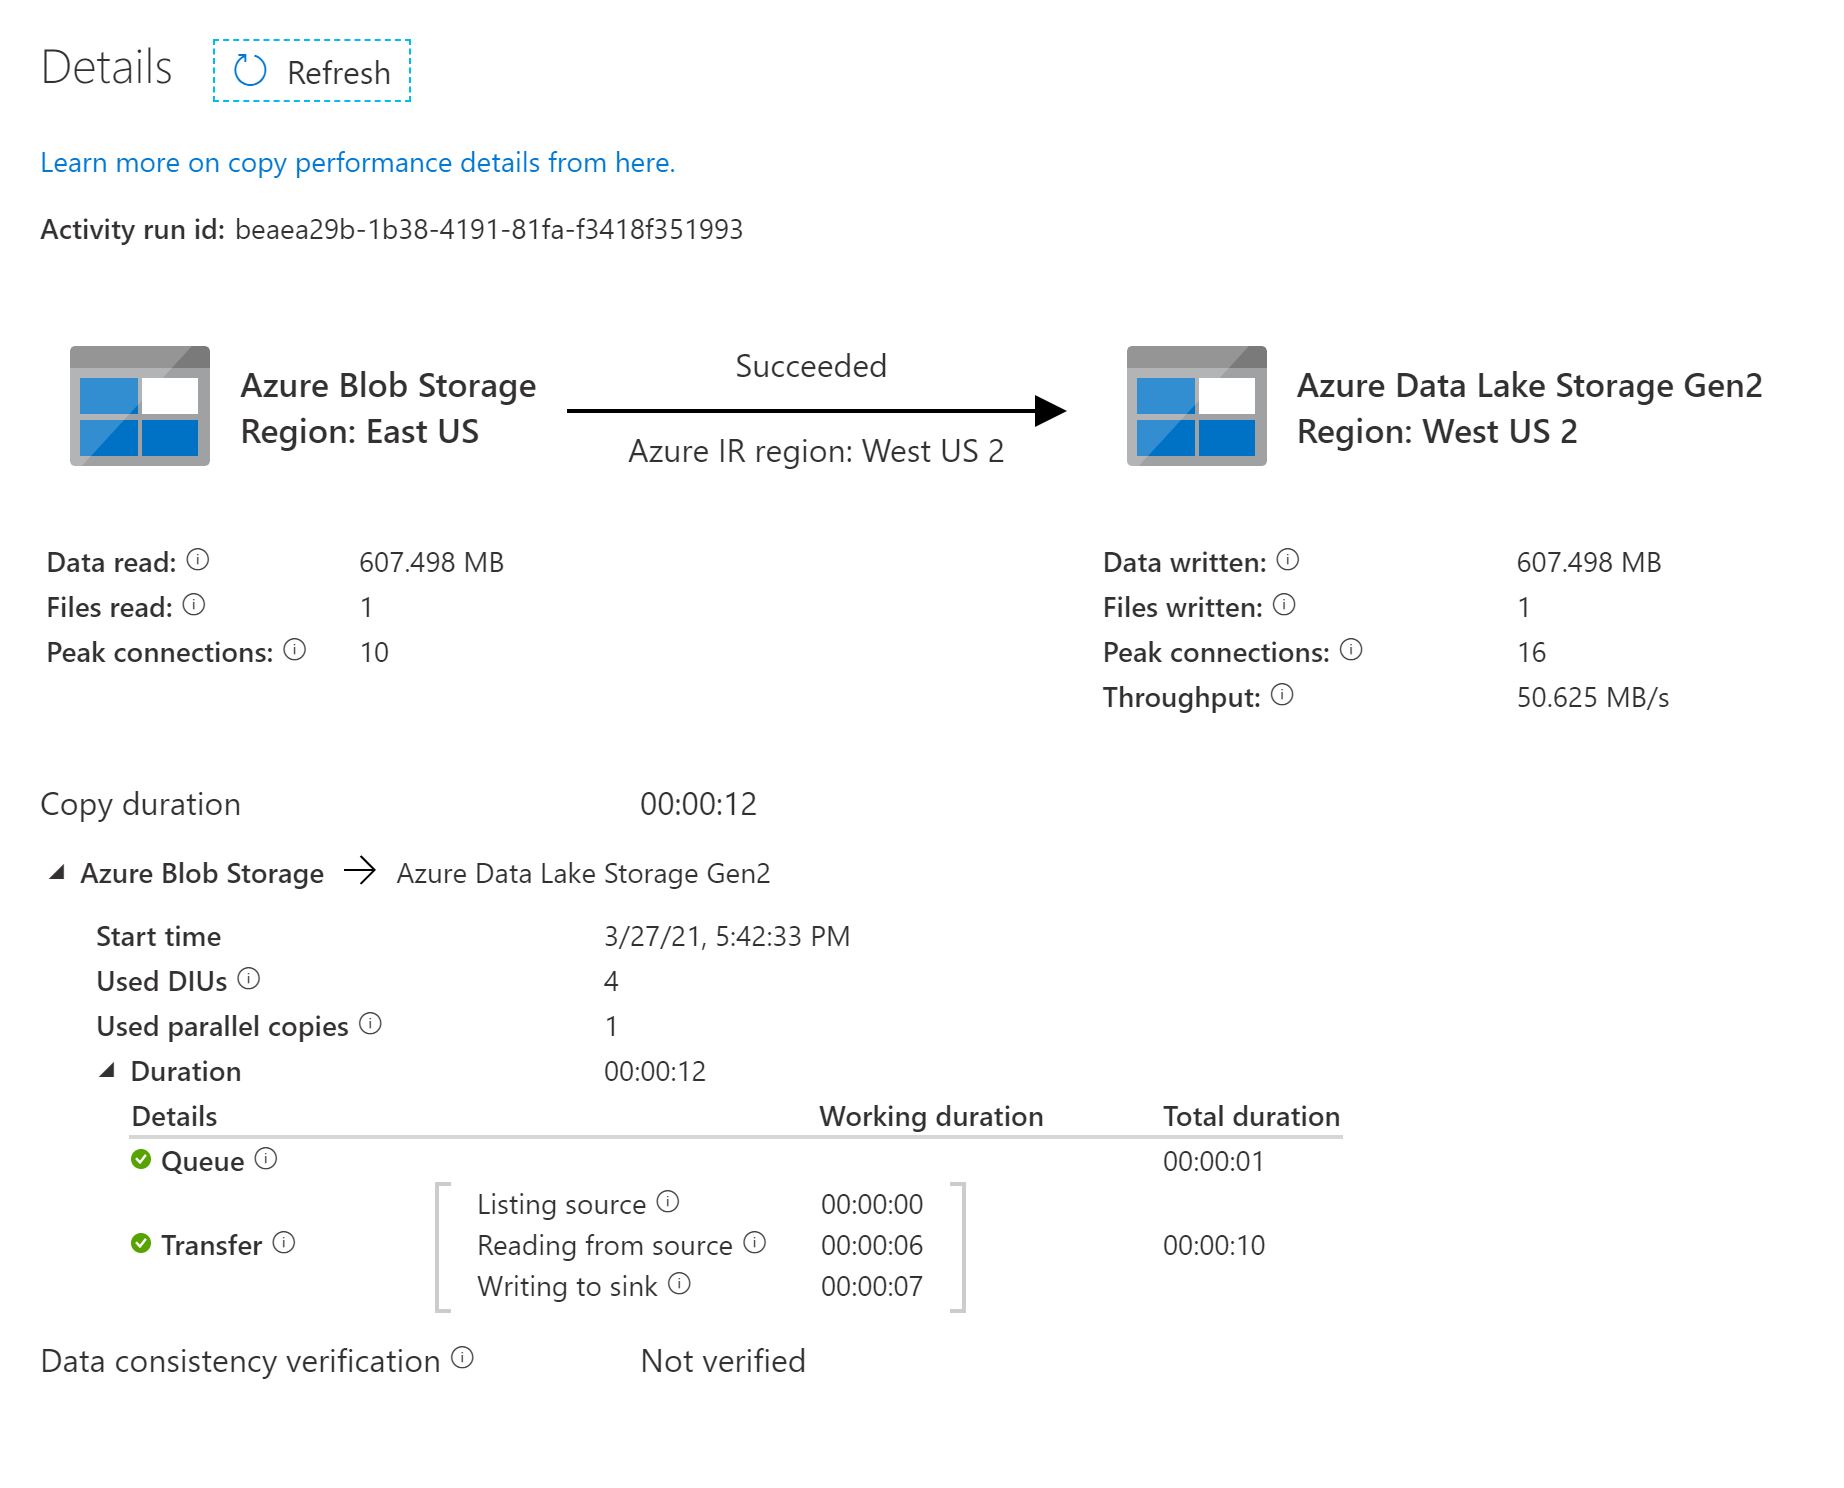 Details Refresh
Learn more on copy performance details from here.
Activity run id: beaea29b-1b38-4191-81fa-f3418f351993
Azure Blob Storage
Region: East US
Succeeded
Azure IR region: West US 2
Azure Data Lake Storage Gen2
Region: West US 2
Data read: 607.498 MB
Files read: 1
Peak connections: 10
Data written: 607.498 MB
Files written: 1
Peak connections: 16
Throughput: 50.625 MB/s
Copy duration 00:00:12
Azure Blob Storage → Azure Data Lake Storage Gen2
Start time 3/27/21, 5:42:33 PM
Used DIUs 4
Used parallel copies 1
Duration 00:00:12
Details Working duration Total duration
Queue 00:00:01
Listing source 00:00:00
Transfer Reading from source 00:00:06 00:00:10
Writing to sink 00:00:07
Data consistency verification Not verified